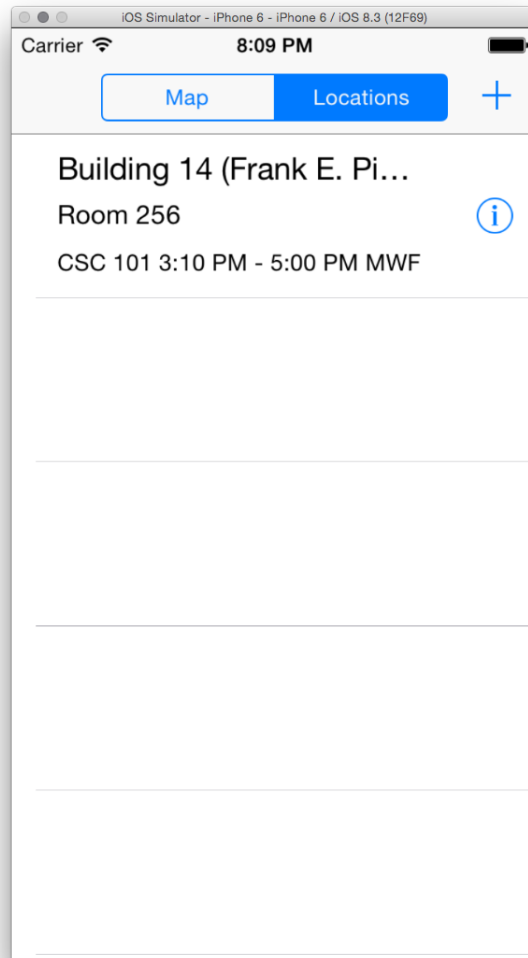 iOS Simulator - iPhone 6 - iPhone 6 / iOS 8.3 (12F69)
Carrier 8:09 PM
Map Locations
Building 14 (Frank E. Pi...
Room 256
CSC 101 3:10 PM - 5:00 PM MWF